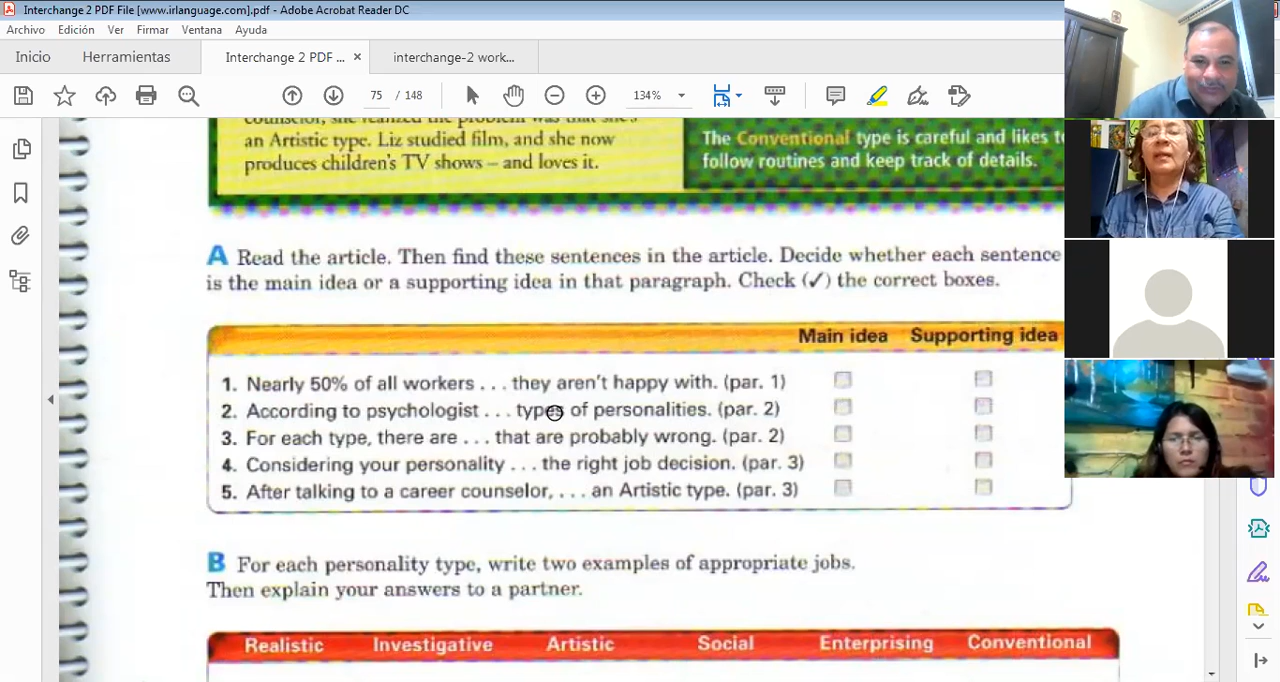 Interchange 2 PDF File [www.irlanguage.com].pdf - Adobe Acrobat Reader DC
Archivo Edición Ver Firmar Ventana Ayuda
Inicio Herramientas Interchange 2 PDF ... × interchange-2 work...
75 / 148 134%
counselor, she realized the problem was that she's
an Artistic type. Liz studied film, and she now
produces children's TV shows – and loves it.
The Conventional type is careful and likes to
follow routines and keep track of details.
A Read the article. Then find these sentences in the article. Decide whether each sentence
is the main idea or a supporting idea in that paragraph. Check (✓) the correct boxes.
Main idea Supporting idea
1. Nearly 50% of all workers . . . they aren't happy with. (par. 1)
2. According to psychologist . . . types of personalities. (par. 2)
3. For each type, there are . . . that are probably wrong. (par. 2)
4. Considering your personality . . . the right job decision. (par. 3)
5. After talking to a career counselor, . . . an Artistic type. (par. 3)
B For each personality type, write two examples of appropriate jobs.
Then explain your answers to a partner.
Realistic Investigative Artistic Social Enterprising Conventional